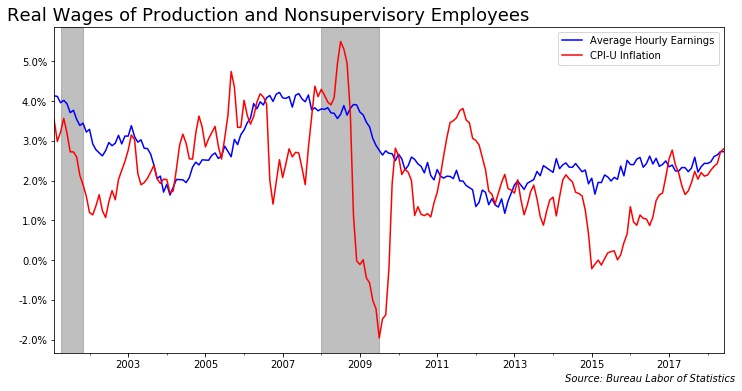 Real Wages of Production and Nonsupervisory Employees
Average Hourly Earnings
CPI-U Inflation
5.0%
4.0%
3.0%
2.0%
1.0%
0.0%
-1.0%
-2.0%
2003 2005 2007 2009 2011 2013 2015 2017
Source: Bureau Labor of Statistics